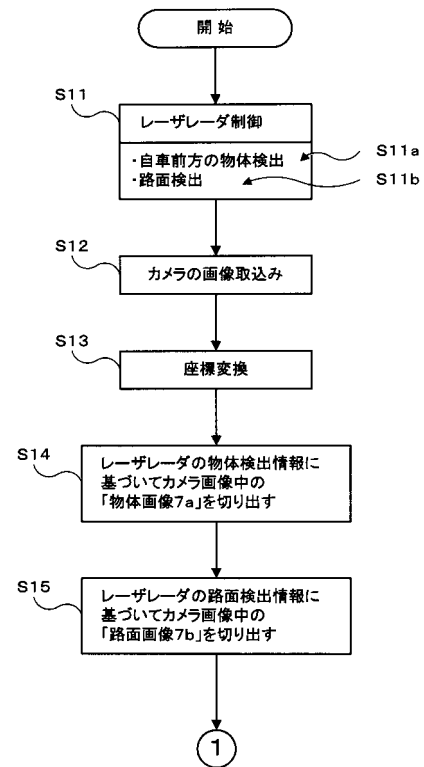 開 始
S11
レーザレーダ制御
・自車前方の物体検出
S11a
・路面検出
S11b
S12
カメラの画像取込み
S13
座標変換
S14
レーザレーダの物体検出情報に
基づいてカメラ画像中の
「物体画像7a」を切り出す
S15
レーザレーダの路面検出情報に
基づいてカメラ画像中の
「路面画像7b」を切り出す
1